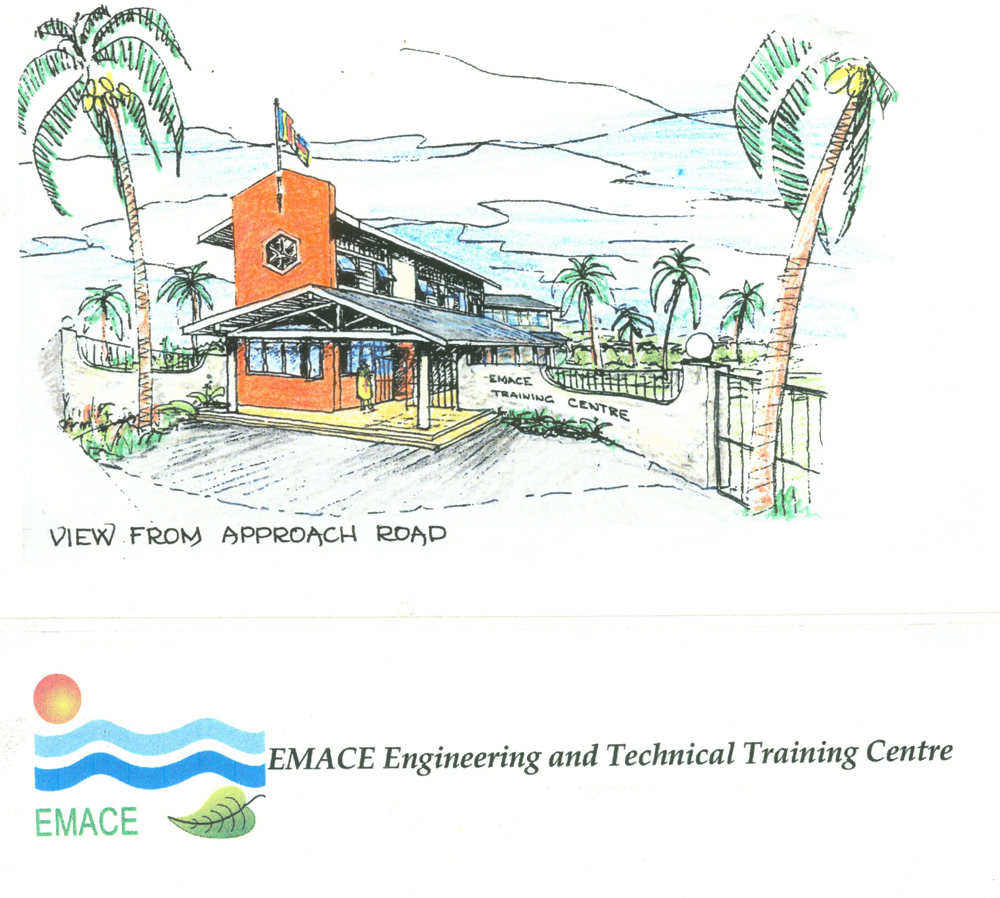 EMACE
TRAINING CENTRE
VIEW FROM APPROACH ROAD
EMACE Engineering and Technical Training Centre
EMACE